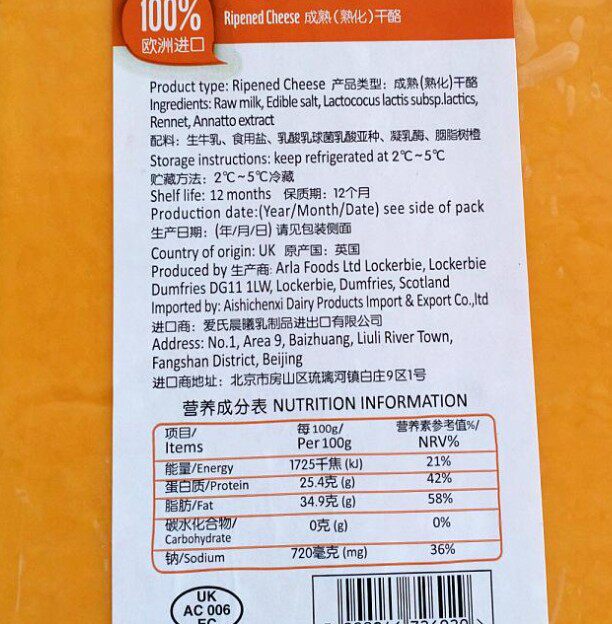 100%
欧洲进口
Ripened Cheese 成熟(熟化)干酪
Product type: Ripened Cheese 产品类型: 成熟(熟化)干酪
Ingredients: Raw milk, Edible salt, Lactococus lactis subsp.lactics,
Rennet, Annatto extract
配料: 生牛乳、食用盐、乳酸乳球菌乳酸亚种、凝乳酶、胭脂树橙
Storage instructions: keep refrigerated at 2℃~5℃
贮藏方法: 2℃~5℃冷藏
Shelf life: 12 months 保质期: 12个月
Production date:(Year/Month/Date) see side of pack
生产日期: (年/月/日) 请见包装侧面
Country of origin: UK 原产国: 英国
Produced by 生产商: Arla Foods Ltd Lockerbie, Lockerbie
Dumfries DG11 1LW, Lockerbie, Dumfries, Scotland
Imported by: Aishichenxi Dairy Products Import & Export Co.,ltd
进口商: 爱氏晨曦乳制品进出口有限公司
Address: No.1, Area 9, Baizhuang, Liuli River Town,
Fangshan District, Beijing
进口商地址: 北京市房山区琉璃河镇白庄9区1号
营养成分表 NUTRITION INFORMATION
项目/ 每100g/ 营养素参考值%/
Items Per 100g NRV%
能量/Energy 1725千焦 (kJ) 21%
蛋白质/Protein 25.4克 (g) 42%
脂肪/Fat 34.9克 (g) 58%
碳水化合物/ 0克 (g) 0%
Carbohydrate
钠/Sodium 720毫克 (mg) 36%
UK
AC 006
EC